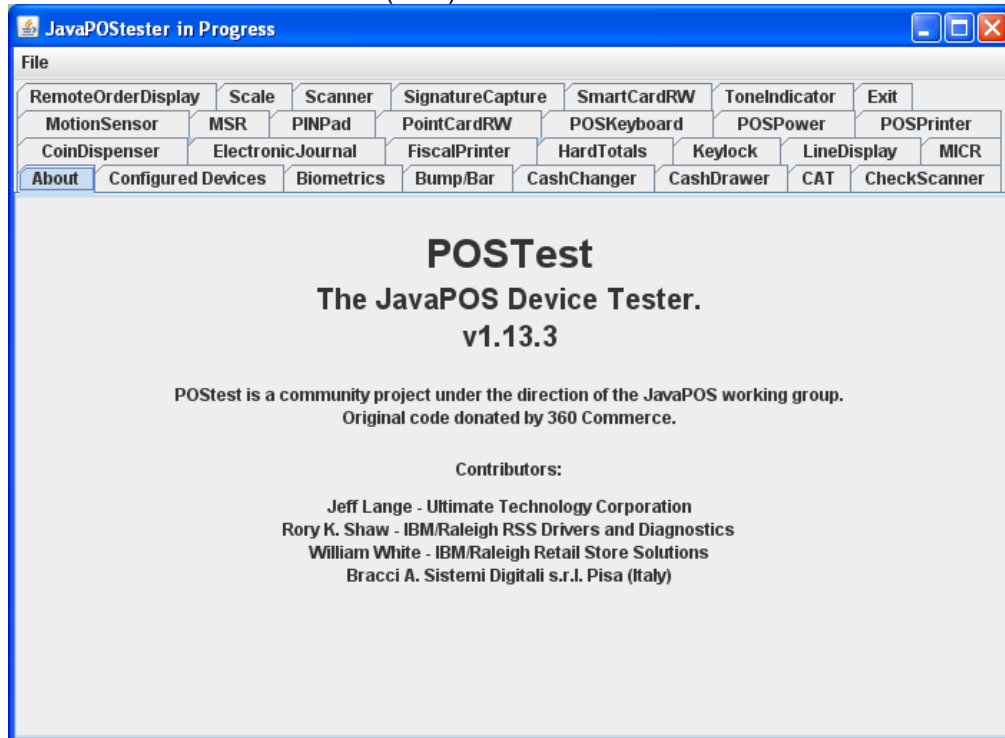 JavaPOStester in Progress
File
RemoteOrderDisplay Scale Scanner SignatureCapture SmartCardRW ToneIndicator Exit
MotionSensor MSR PINPad PointCardRW POSKeyboard POSPower POSPrinter
CoinDispenser ElectronicJournal FiscalPrinter HardTotals Keylock LineDisplay MICR
About Configured Devices Biometrics Bump/Bar CashChanger CashDrawer CAT CheckScanner
POSTest
The JavaPOS Device Tester.
v1.13.3
POStest is a community project under the direction of the JavaPOS working group.
Original code donated by 360 Commerce.
Contributors:
Jeff Lange - Ultimate Technology Corporation
Rory K. Shaw - IBM/Raleigh RSS Drivers and Diagnostics
William White - IBM/Raleigh Retail Store Solutions
Bracci A. Sistemi Digitali s.r.l. Pisa (Italy)